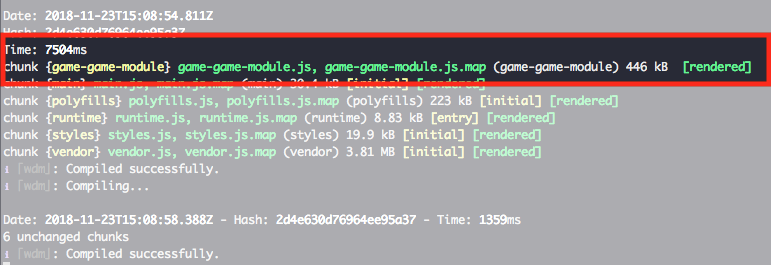 Date: 2018-11-23T15:08:54.811Z
Hash: 2d4e630d76964ee95a37
Time: 7504ms
chunk {game-game-module} game-game-module.js, game-game-module.js.map (game-game-module) 446 kB [rendered]
chunk {main} main.js, main.js.map (main) 30.4 kB [initial] [rendered]
chunk {polyfills} polyfills.js, polyfills.js.map (polyfills) 223 kB [initial] [rendered]
chunk {runtime} runtime.js, runtime.js.map (runtime) 8.83 kB [entry] [rendered]
chunk {styles} styles.js, styles.js.map (styles) 19.9 kB [initial] [rendered]
chunk {vendor} vendor.js, vendor.js.map (vendor) 3.81 MB [initial] [rendered]
ℹ ｢wdm｣: Compiled successfully.
ℹ ｢wdm｣: Compiling...
Date: 2018-11-23T15:08:58.388Z - Hash: 2d4e630d76964ee95a37 - Time: 1359ms
6 unchanged chunks
ℹ ｢wdm｣: Compiled successfully.